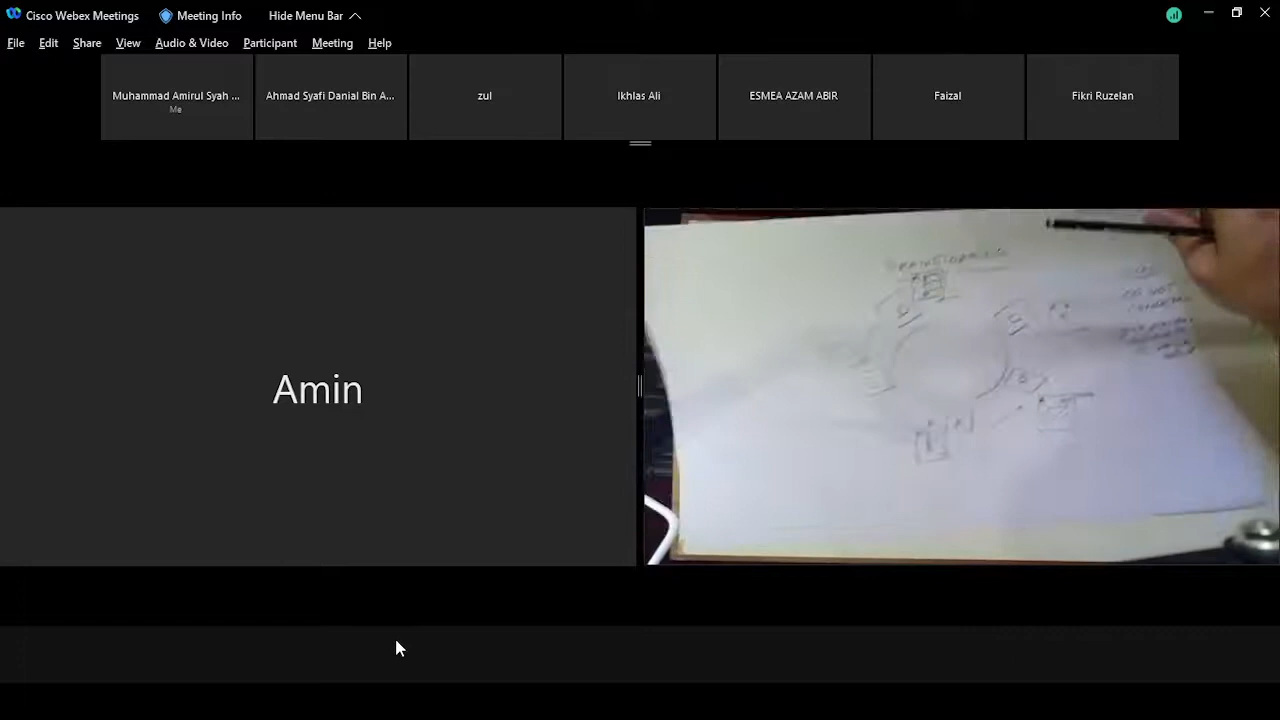 Cisco Webex Meetings Meeting Info Hide Menu Bar
File Edit Share View Audio & Video Participant Meeting Help
Muhammad Amirul Syah ...
Me
Ahmad Syafi Danial Bin A...
zul
Ikhlas Ali
ESMEA AZAM ABIR
Faizal
Fikri Ruzelan
Amin